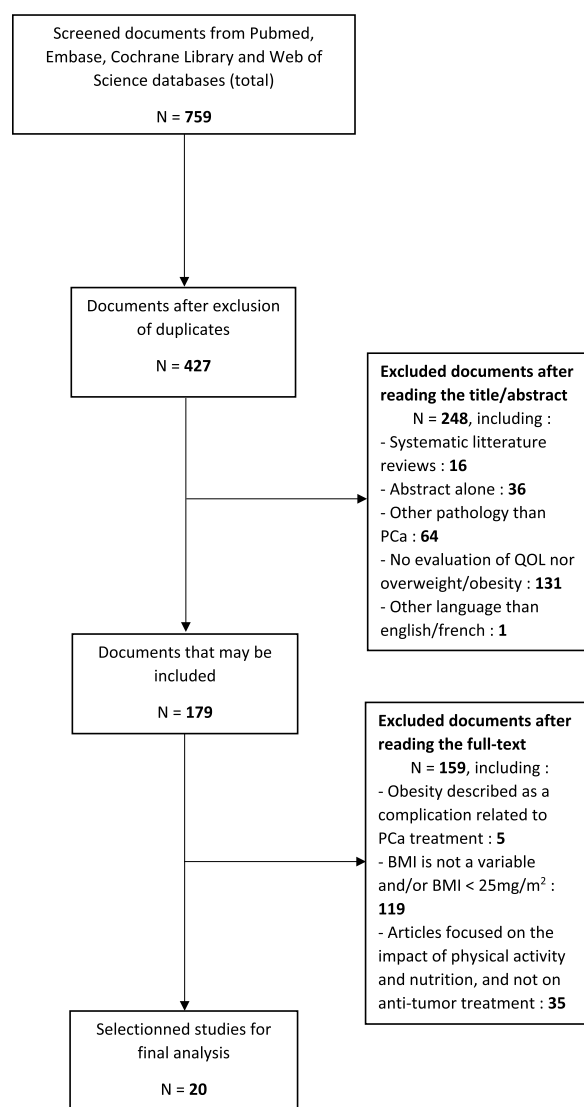 Screened documents from Pubmed,
Embase, Cochrane Library and Web of
Science databases (total)
N = 759
Documents after exclusion
of duplicates
N = 427
Excluded documents after
reading the title/abstract
N = 248, including :
- Systematic litterature
reviews : 16
- Abstract alone : 36
- Other pathology than
PCa : 64
- No evaluation of QOL nor
overweight/obesity : 131
- Other language than
english/french : 1
Documents that may be
included
N = 179
Excluded documents after
reading the full-text
N = 159, including :
- Obesity described as a
complication related to
PCa treatment : 5
- BMI is not a variable
and/or BMI < 25mg/m² :
119
- Articles focused on the
impact of physical activity
and nutrition, and not on
anti-tumor treatment : 35
Selectionned studies for
final analysis
N = 20